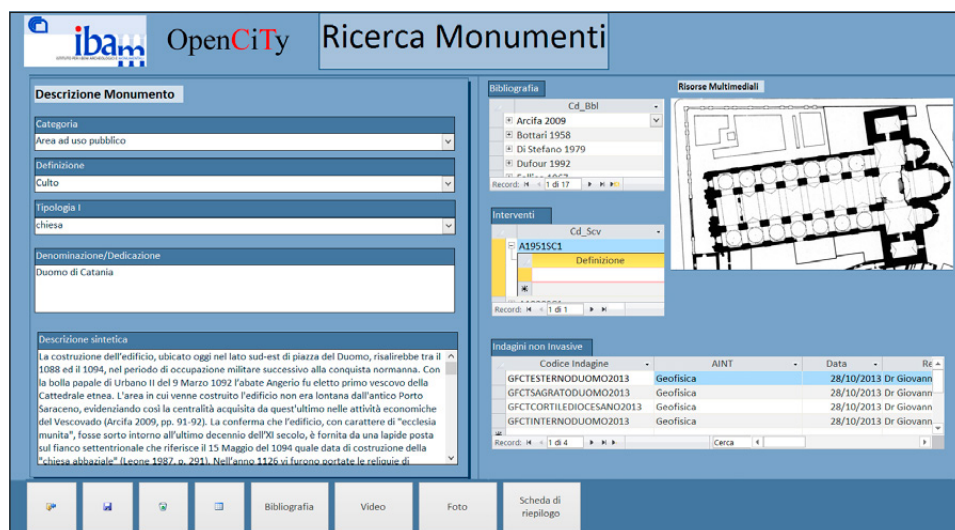 ibam
OpenCiTy
Ricerca Monumenti
Descrizione Monumento
Categoria
Area ad uso pubblico
Definizione
Culto
Tipologia I
chiesa
Denominazione/Dedicazione
Duomo di Catania
Descrizione sintetica
La costruzione dell'edificio, ubicato oggi nel lato sud-est di piazza del Duomo, risalirebbe tra il
1088 ed il 1094, nel periodo di occupazione militare successivo alla conquista normanna. Con
la bolla papale di Urbano II del 9 Marzo 1092 l'abate Angerio fu eletto primo vescovo della
Cattedrale etnea. L'area in cui venne costruito l'edificio non era lontana dall'antico Porto
Saraceno, evidenziando così la centralità acquisita da quest'ultimo nelle attività economiche
del Vescovado (Arcifa 2009, pp. 91-92). La conferma che l'edificio, con carattere di "ecclesia
munita", fosse sorto intorno all'ultimo decennio dell'XI secolo, è fornita da una lapide posta
sul fianco settentrionale che riferisce il 15 Maggio del 1094 quale data di costruzione della
"chiesa abbaziale" (Leone 1987, p. 291). Nell'anno 1126 vi furono portate le reliquie di
Bibliografia
Cd_Bbl
Arcifa 2009
Bottari 1958
Di Stefano 1979
Dufour 1992
Record: 1 di 17
Interventi
Cd_Scv
A1951SC1
Definizione
Record: 1 di 1
Risorse Multimediali
Indagini non Invasive
Codice Indagine AINT Data Re
GFCTESTERNODUOMO2013 Geofisica 28/10/2013 Dr Giovann
GFCTSAGRATODUOMO2013 Geofisica 28/10/2013 Dr Giovann
GFCTCORTILEDIOCESANO2013 Geofisica 28/10/2013 Dr Giovann
GFCTINTERNODUOMO2013 Geofisica 28/10/2013 Dr Giovann
Record: 1 di 4 Cerca
Bibliografia
Video
Foto
Scheda di
riepilogo